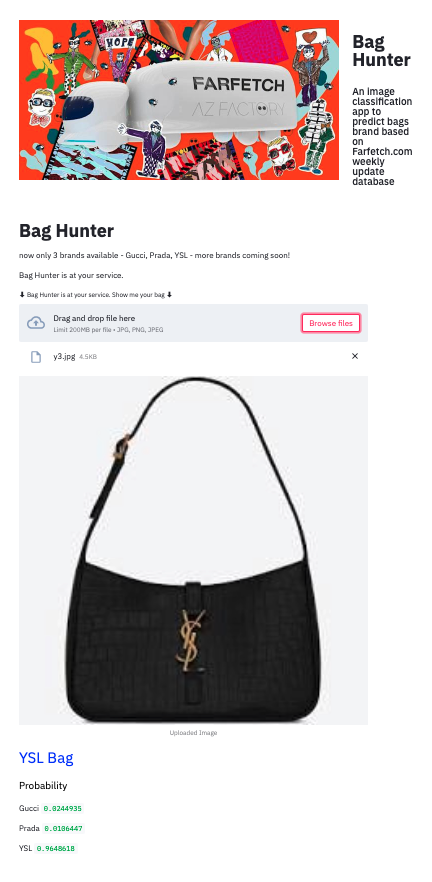 HOPE
FARFETCH
AZ FACTORY
Bag
Hunter
An image
classification
app to
predict bags
brand based
on
Farfetch.com
weekly
update
database
Bag Hunter
now only 3 brands available - Gucci, Prada, YSL - more brands coming soon!
Bag Hunter is at your service.
⬇ Bag Hunter is at your service. Show me your bag ⬇
Drag and drop file here
Limit 200MB per file • JPG, PNG, JPEG
Browse files
y3.jpg 4.5KB
YSL
Uploaded Image
YSL Bag
Probability
Gucci 0.0244935
Prada 0.0106447
YSL 0.9648618